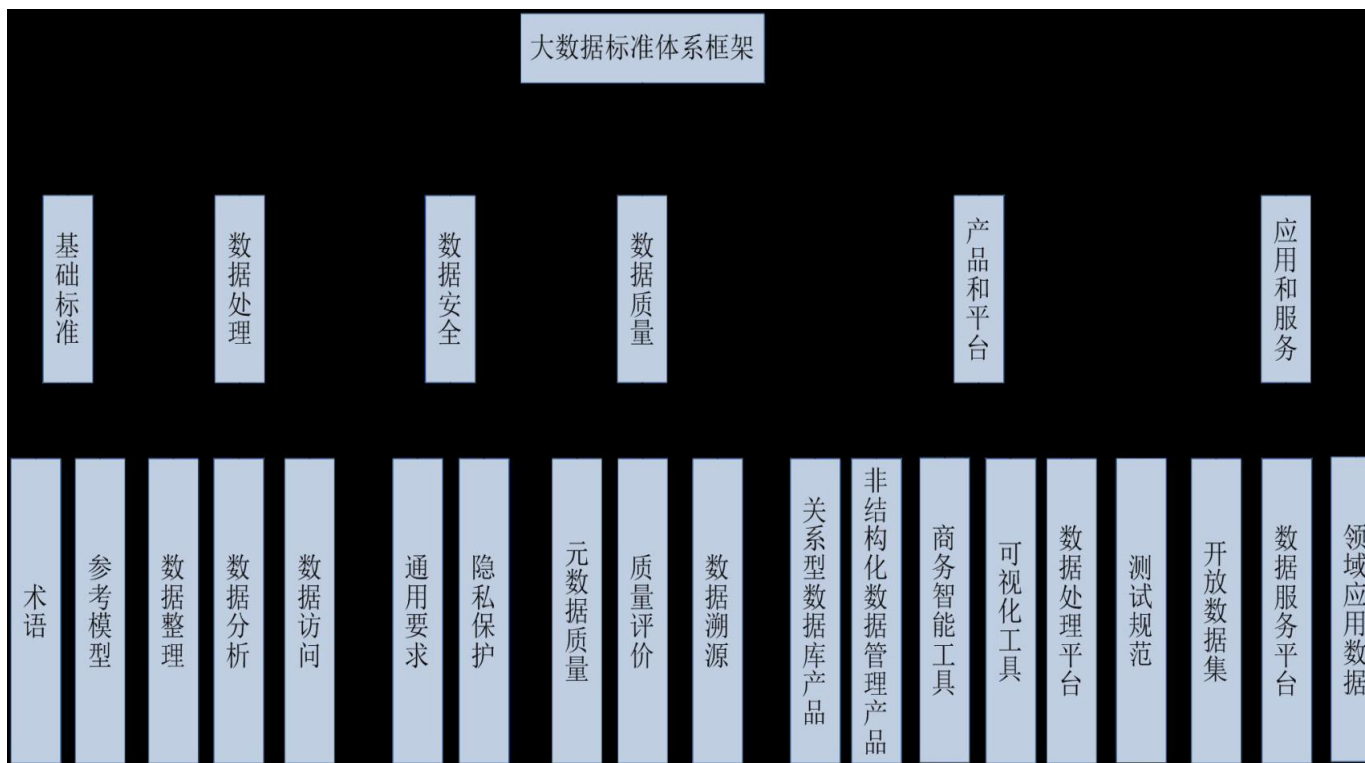 大数据标准体系框架
基础标准
数据处理
数据安全
数据质量
产品和平台
应用和服务
术语
参考模型
数据整理
数据分析
数据访问
通用要求
隐私保护
元数据质量
质量评价
数据溯源
关系型数据库产品
非结构化数据管理产品
商务智能工具
可视化工具
数据处理平台
测试规范
开放数据集
数据服务平台
领域应用数据